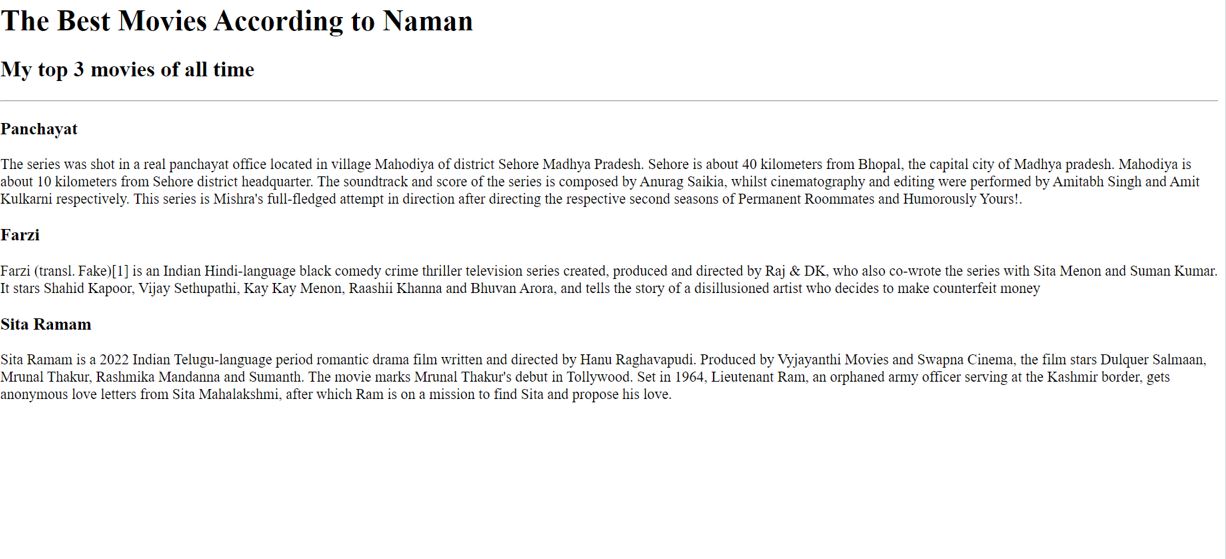 The Best Movies According to Naman
My top 3 movies of all time
Panchayat
The series was shot in a real panchayat office located in village Mahodiya of district Sehore Madhya Pradesh. Sehore is about 40 kilometers from Bhopal, the capital city of Madhya pradesh. Mahodiya is
about 10 kilometers from Sehore district headquarter. The soundtrack and score of the series is composed by Anurag Saikia, whilst cinematography and editing were performed by Amitabh Singh and Amit
Kulkarni respectively. This series is Mishra's full-fledged attempt in direction after directing the respective second seasons of Permanent Roommates and Humorously Yours!.
Farzi
Farzi (transl. Fake)[1] is an Indian Hindi-language black comedy crime thriller television series created, produced and directed by Raj & DK, who also co-wrote the series with Sita Menon and Suman Kumar.
It stars Shahid Kapoor, Vijay Sethupathi, Kay Kay Menon, Raashii Khanna and Bhuvan Arora, and tells the story of a disillusioned artist who decides to make counterfeit money
Sita Ramam
Sita Ramam is a 2022 Indian Telugu-language period romantic drama film written and directed by Hanu Raghavapudi. Produced by Vyjayanthi Movies and Swapna Cinema, the film stars Dulquer Salmaan,
Mrunal Thakur, Rashmika Mandanna and Sumanth. The movie marks Mrunal Thakur's debut in Tollywood. Set in 1964, Lieutenant Ram, an orphaned army officer serving at the Kashmir border, gets
anonymous love letters from Sita Mahalakshmi, after which Ram is on a mission to find Sita and propose his love.